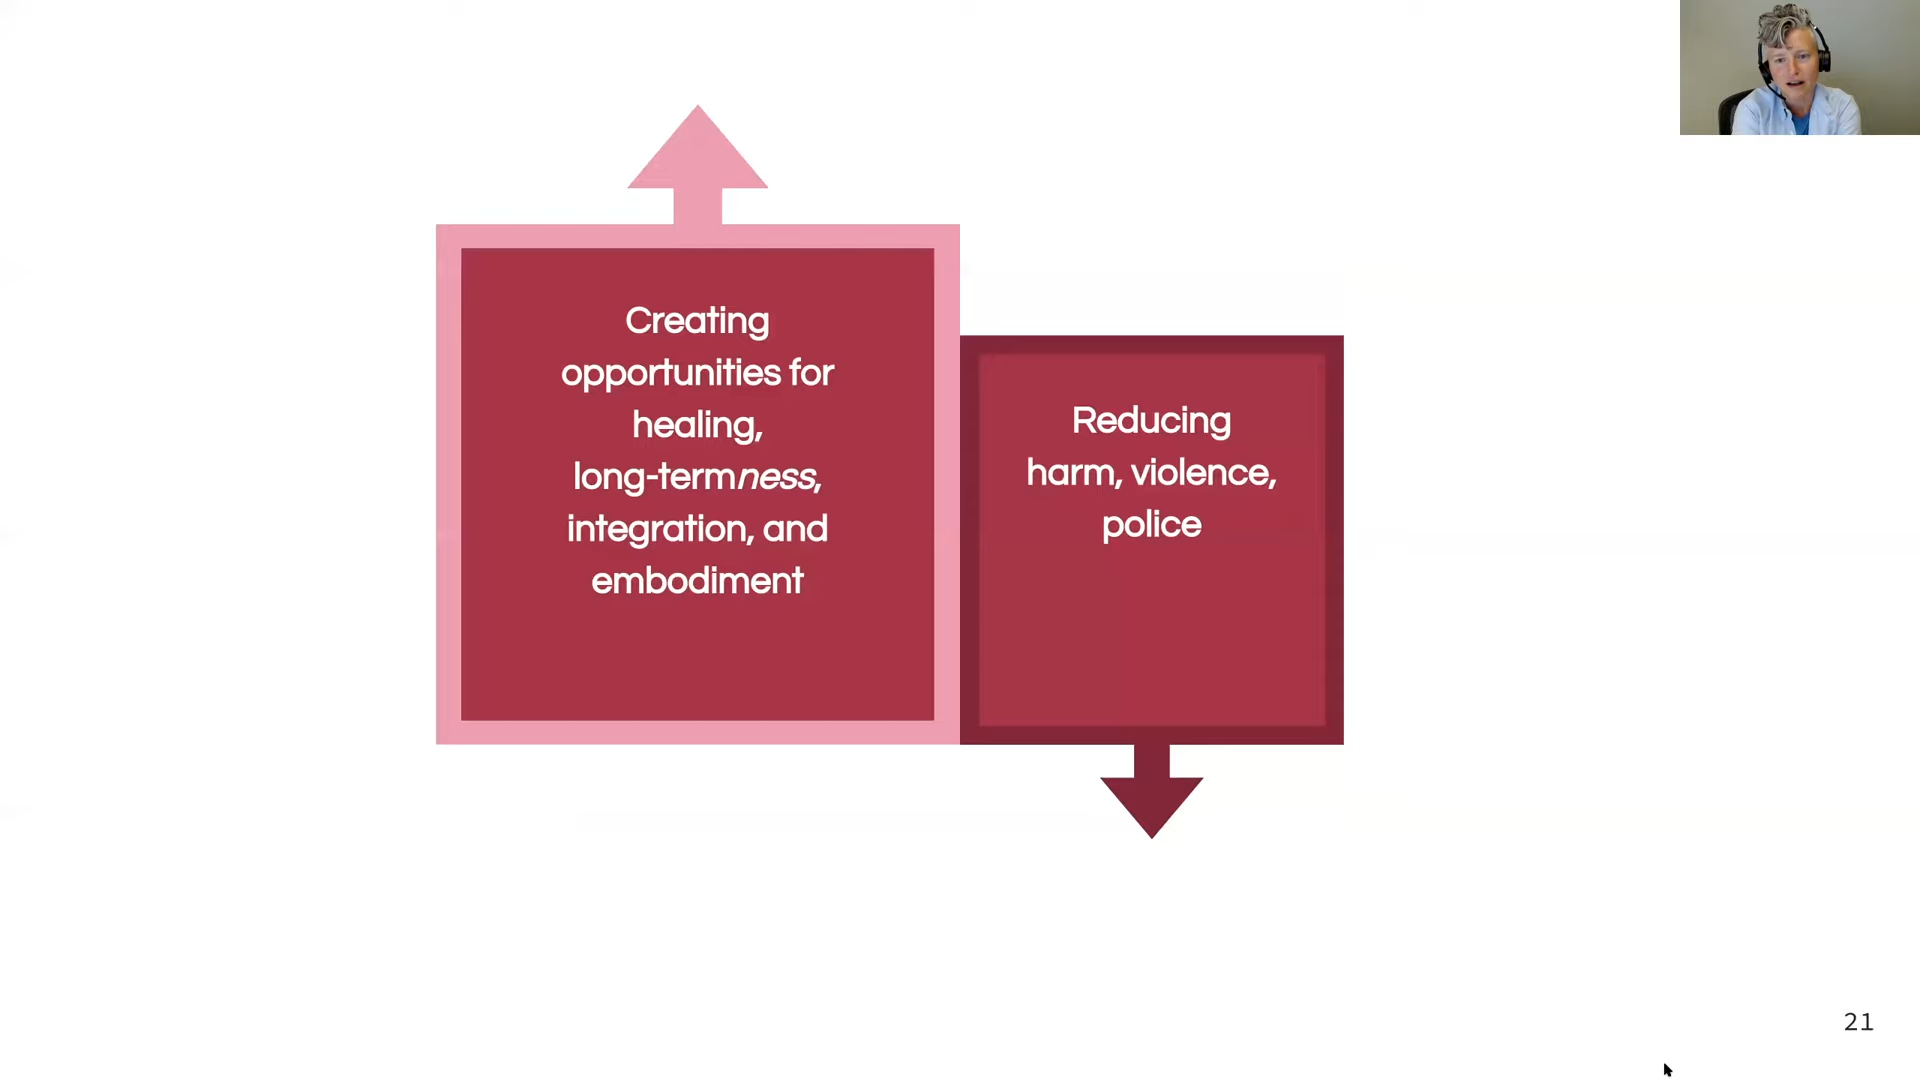 Creating
opportunities for
healing,
long-termness,
integration, and
embodiment
Reducing
harm, violence,
police
21